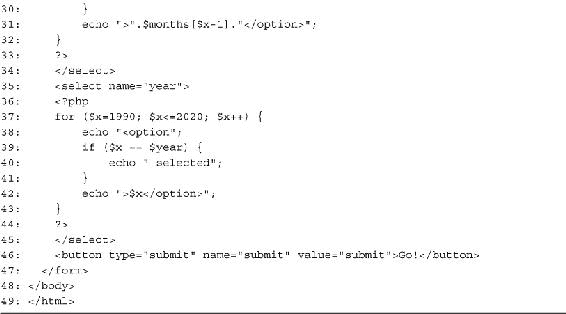 30:         }
31:         echo ">".$months[$x-1]."</option>";
32:     }
33:     ?>
34:     </select>
35:     <select name="year">
36:     <?php
37:     for ($x=1990; $x<=2020; $x++) {
38:         echo "<option";
39:         if ($x == $year) {
40:             echo " selected";
41:         }
42:         echo ">$x</option>";
43:     }
44:     ?>
45:     </select>
46:     <button type="submit" name="submit" value="submit">Go!</button>
47:   </form>
48: </body>
49: </html>